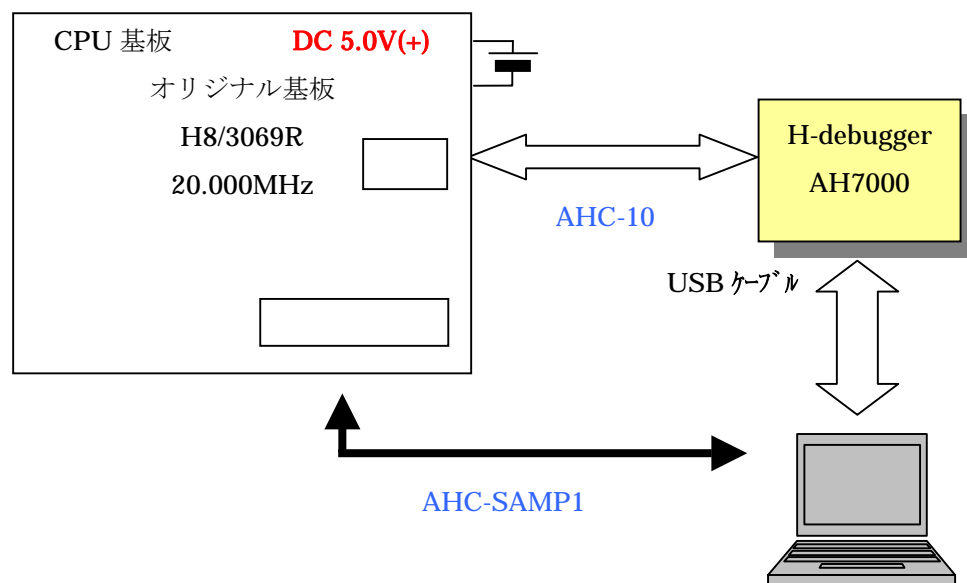 CPU 基板 DC 5.0V(+)
オリジナル基板
H8/3069R
20.000MHz
H-debugger
AH7000
AHC-10
USB ｹｰﾌﾞﾙ
AHC-SAMP1